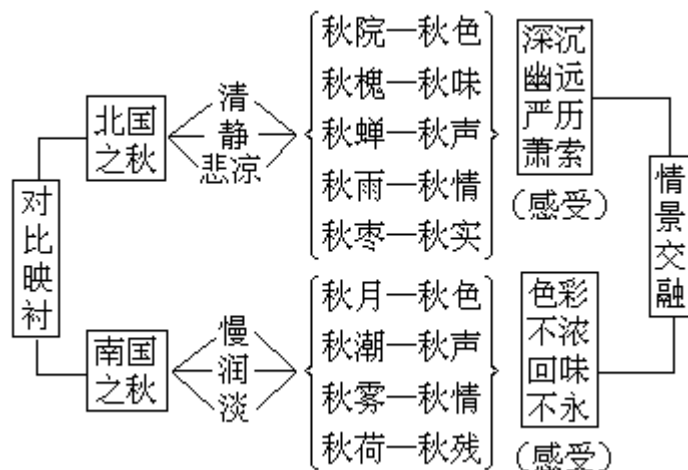 对比映衬
北国
之秋
清
静
悲凉
秋院—秋色
秋槐—秋味
秋蝉—秋声
秋雨—秋情
秋枣—秋实
深沉
幽远
严历
萧索
(感受)
南国
之秋
慢
润
淡
秋月—秋色
秋潮—秋声
秋雾—秋情
秋荷—秋残
色彩
不浓
回味
不永
(感受)
情景交融